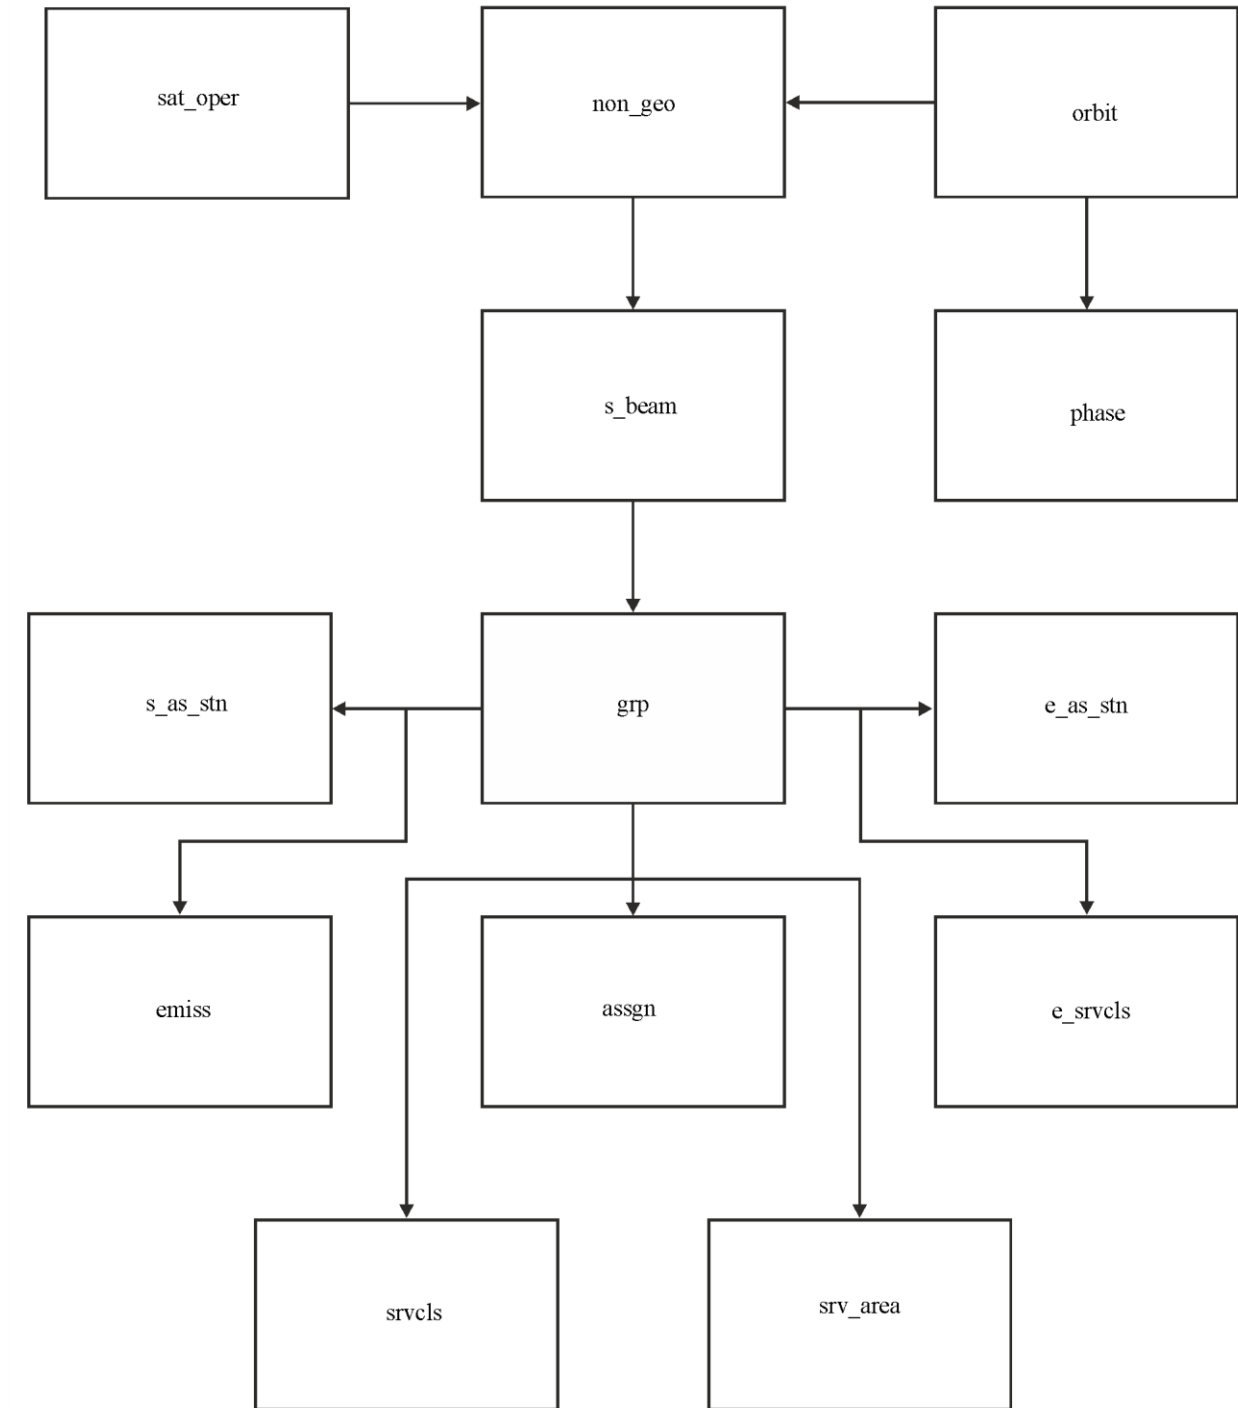 sat_oper
non_geo
orbit
s_beam
phase
s_as_stn
grp
e_as_stn
emiss
assgn
e_srvcls
srvcls
srv_area